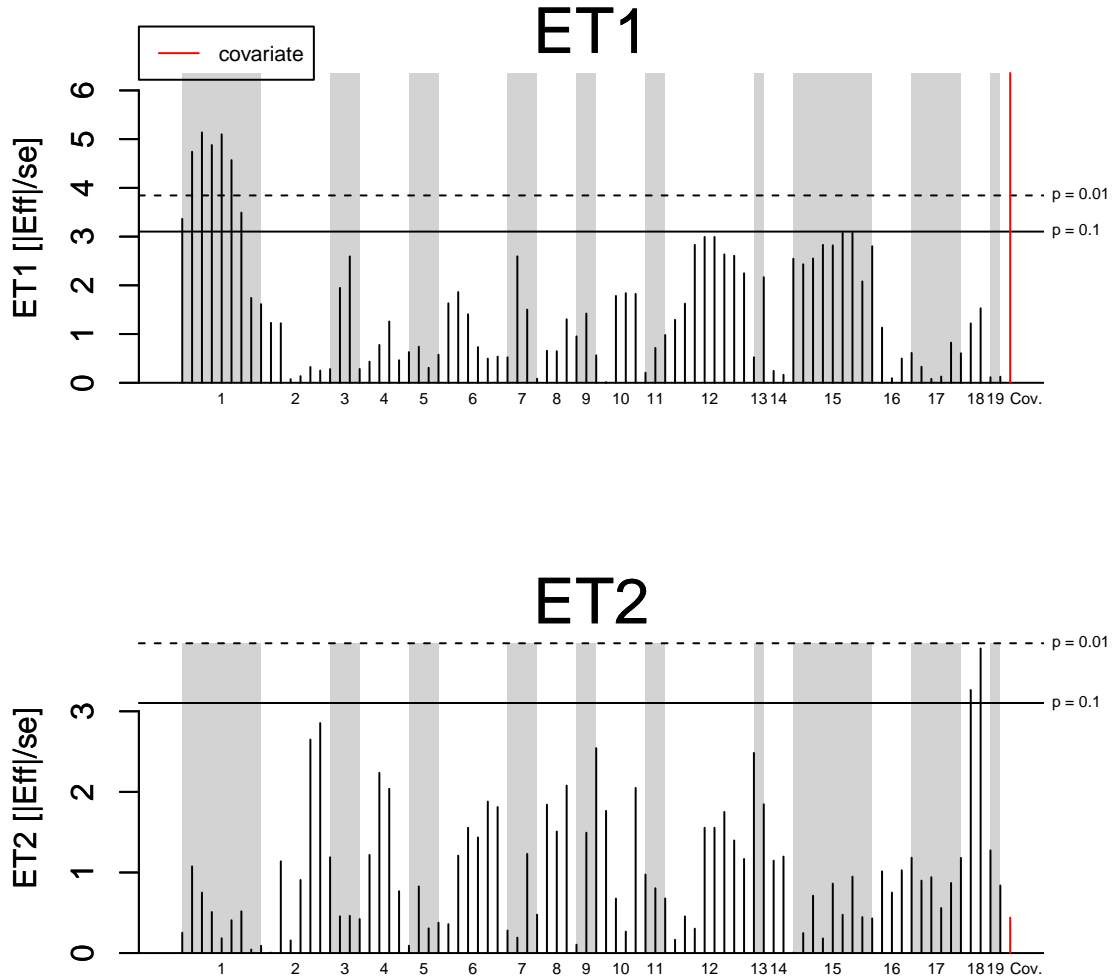 ET1
covariate
ET1 [|Eff|/se]
6
5
4
3
2
1
0
p = 0.01
p = 0.1
1 2 3 4 5 6 7 8 9 10 11 12 13 14 15 16 17 18 19 Cov.
ET2
ET2 [|Eff|/se]
3
2
1
0
p = 0.01
p = 0.1
1 2 3 4 5 6 7 8 9 10 11 12 13 14 15 16 17 18 19 Cov.